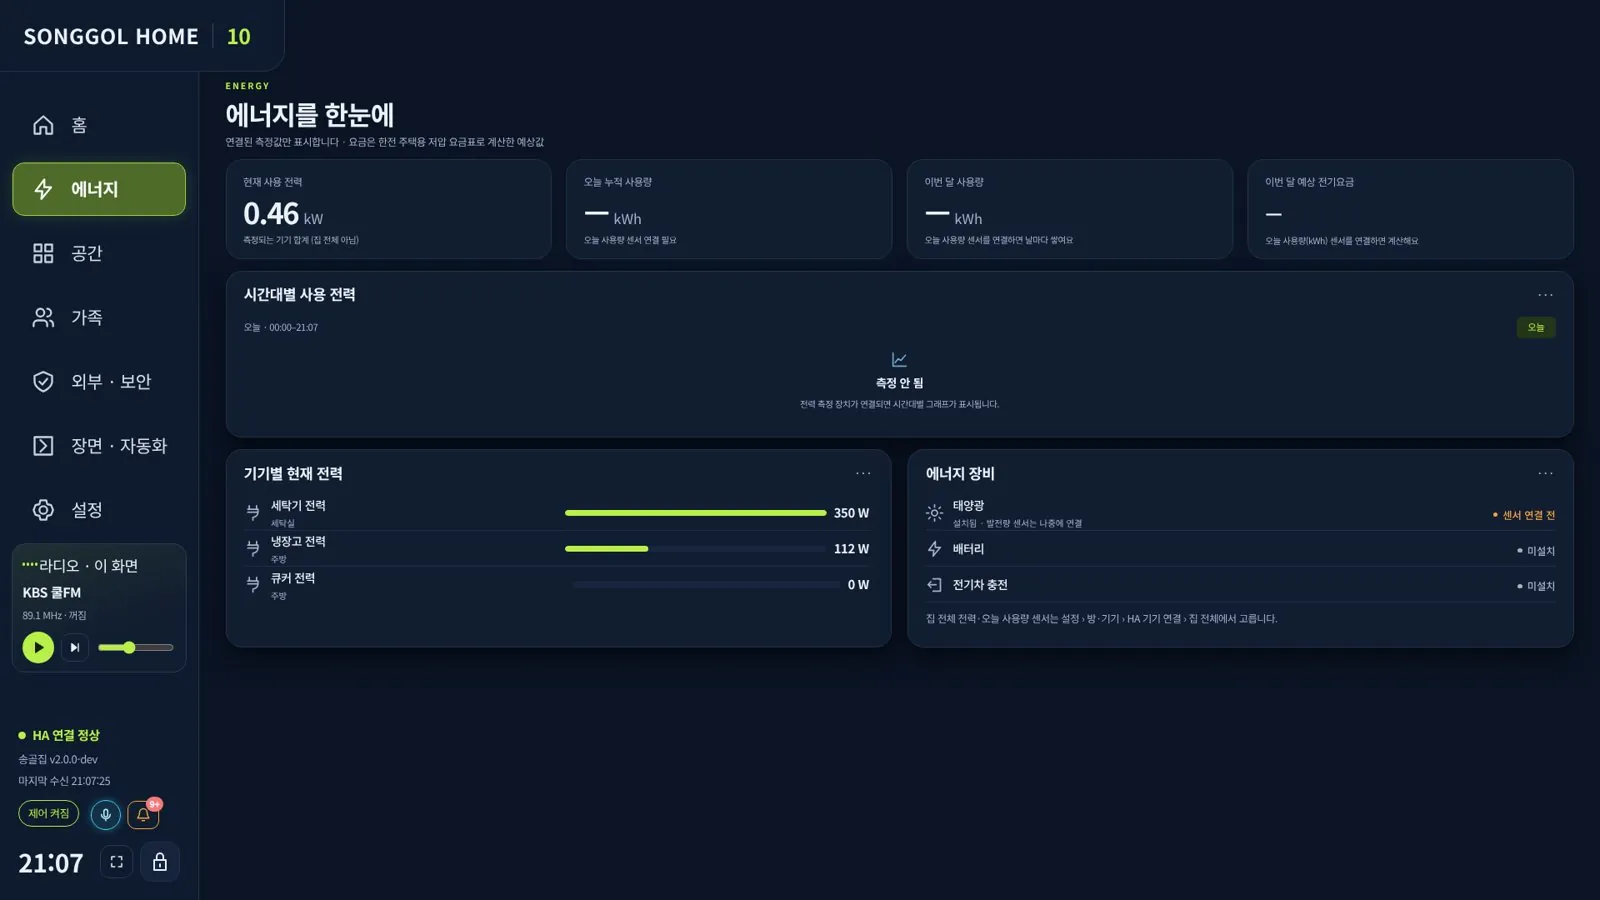 SONGGOL HOME | 10
홈
에너지
공간
가족
외부 · 보안
장면 · 자동화
설정
라디오 · 이 화면
KBS 쿨FM
89.1 MHz · 꺼짐
HA 연결 정상
송골집 v2.0.0-dev
마지막 수신 21:07:25
제어 켜짐
9+
21:07
ENERGY
에너지를 한눈에
연결된 측정값만 표시합니다 · 요금은 한전 주택용 저압 요금표로 계산한 예상값
현재 사용 전력
0.46 kW
측정되는 기기 합계 (집 전체 아님)
오늘 누적 사용량
— kWh
오늘 사용량 센서 연결 필요
이번 달 사용량
— kWh
오늘 사용량 센서를 연결하면 날마다 쌓여요
이번 달 예상 전기요금
—
오늘 사용량(kWh) 센서를 연결하면 계산해요
시간대별 사용 전력
···
오늘 · 00:00–21:07
오늘
측정 안 됨
전력 측정 장치가 연결되면 시간대별 그래프가 표시됩니다.
기기별 현재 전력
···
세탁기 전력
세탁실
350 W
냉장고 전력
주방
112 W
큐커 전력
주방
0 W
에너지 장비
···
태양광
설치됨 · 발전량 센서는 나중에 연결
센서 연결 전
배터리
미설치
전기차 충전
미설치
집 전체 전력·오늘 사용량 센서는 설정 › 방·기기 › HA 기기 연결 › 집 전체에서 고릅니다.